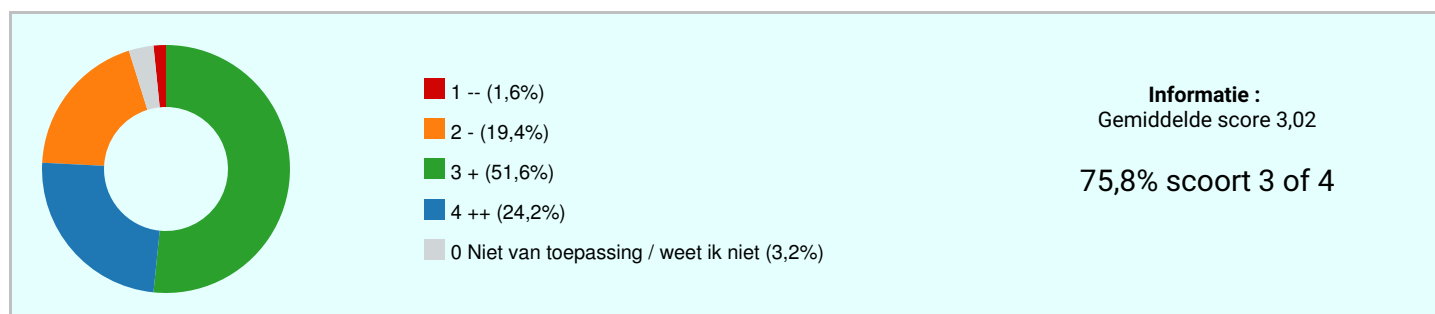 1 -- (1,6%)
2 - (19,4%)
3 + (51,6%)
4 ++ (24,2%)
0 Niet van toepassing / weet ik niet (3,2%)
Informatie :
Gemiddelde score 3,02
75,8% scoort 3 of 4